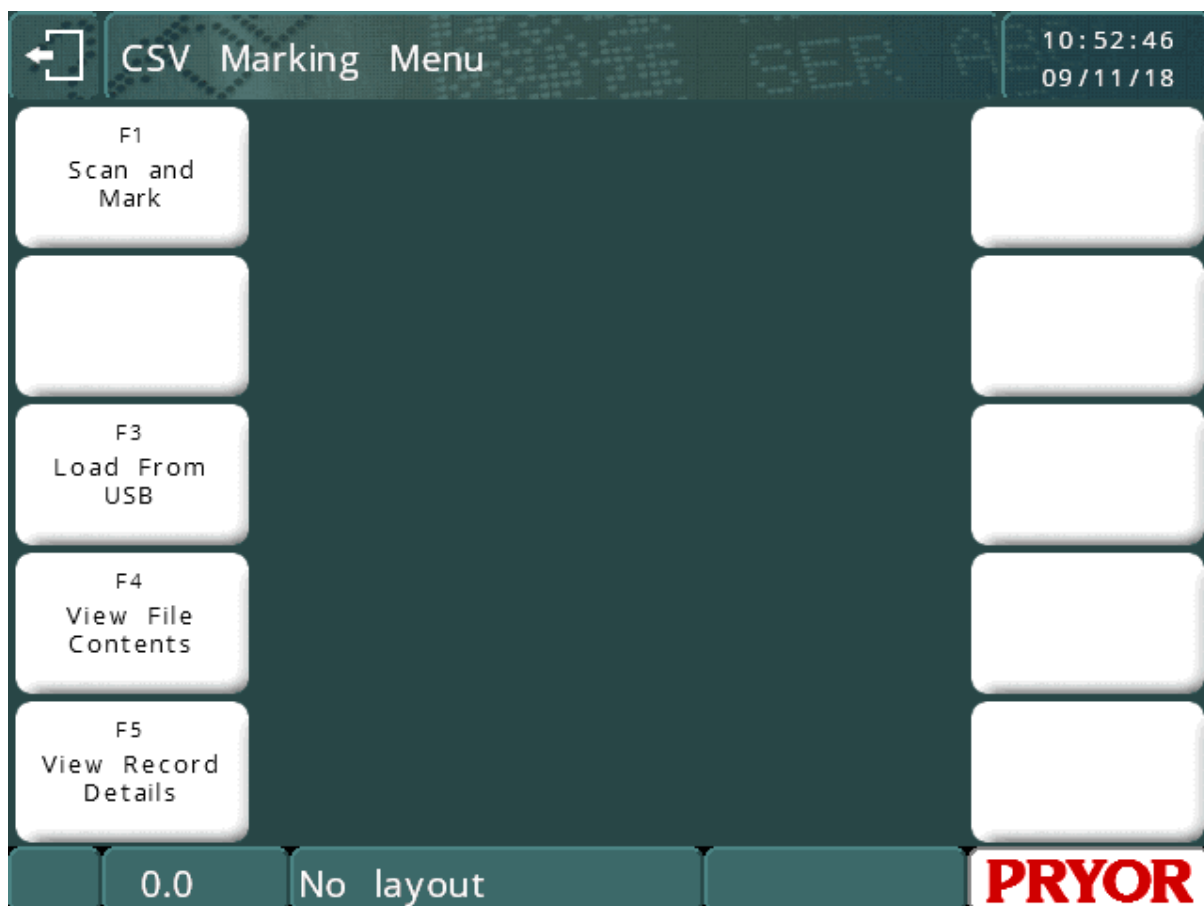 CSV Marking Menu
10:52:46
09/11/18
F1
Scan and
Mark
F3
Load From
USB
F4
View File
Contents
F5
View Record
Details
0.0
No layout
PRYOR